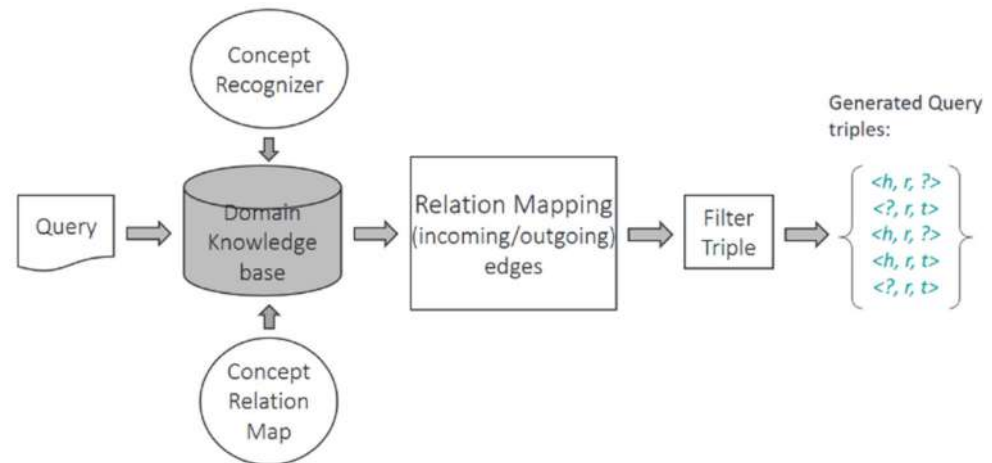 Concept
Recognizer
Query
Domain
Knowledge
base
Concept
Relation
Map
Relation Mapping
(incoming/outgoing)
edges
Filter
Triple
Generated Query
triples:
<h, r, ?>
<?, r, t>
<h, r, ?>
<h, r, t>
<?, r, t>